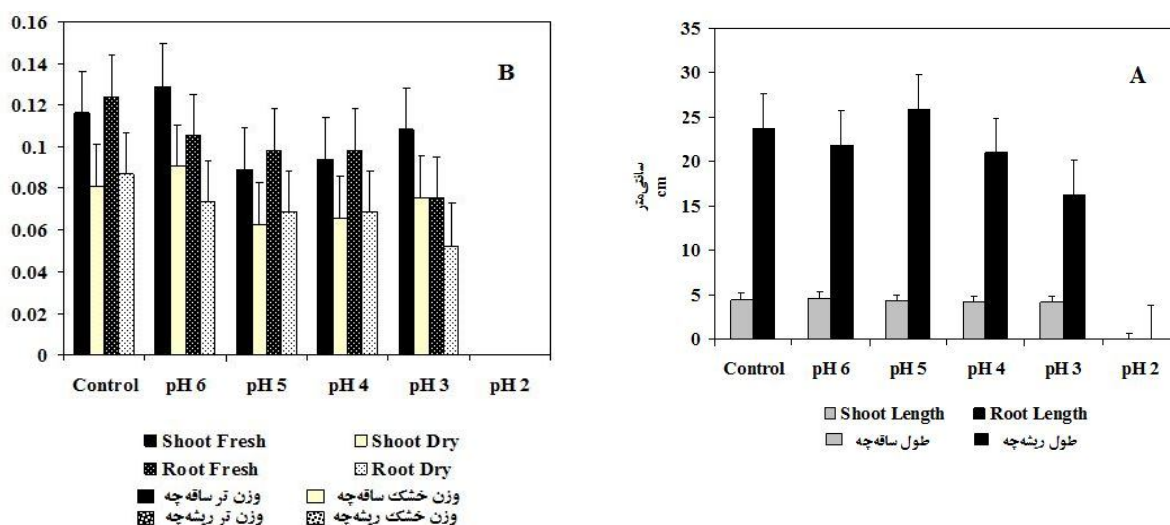 B
0.16
0.14
0.12
0.1
0.08
0.06
0.04
0.02
0
Control pH 6 pH 5 pH 4 pH 3 pH 2
Shoot Fresh Shoot Dry
Root Fresh Root Dry
وزن تر ساقه‌چه وزن خشک ساقه‌چه
وزن تر ریشه‌چه وزن خشک ریشه‌چه
A
سانتی‌متر
cm
35
30
25
20
15
10
5
0
Control pH 6 pH 5 pH 4 pH 3 pH 2
Shoot Length Root Length
طول ساقه‌چه طول ریشه‌چه